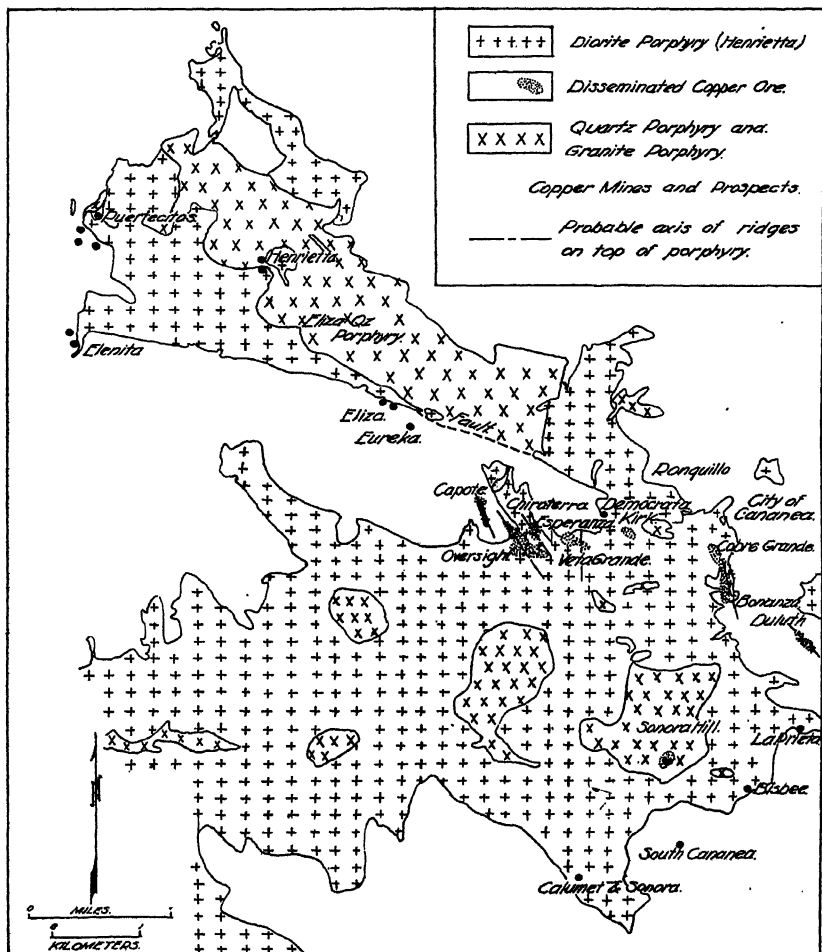 Diorite Porphyry (Henrietta)
Disseminated Copper Ore.
Quartz Porphyry and
Granite Porphyry.
Copper Mines and Prospects.
Probable axis of ridges
on top of porphyry.
Puertecitos.
Henrietta.
Eliza Qz
Porphyry.
Elenita
Eliza.
Fault
Eureka.
Ronquillo
Capote.
Chivaterra.
Democrata.
City of
Cananea.
Esperanza.
Kirk
Cobre Grande.
Oversight
Veta Grande.
Bonanza
Duluth
Sonora Hill.
La Prieta
Bisbee.
South Cananea.
Calumet & Sonora.
MILES.
KILOMETERS.